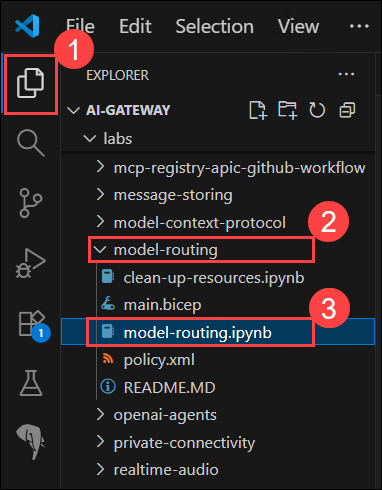 File Edit Selection View ...
1
EXPLORER ...
AI-GATEWAY
labs
mcp-registry-apic-github-workflow
message-storing
model-context-protocol
2
model-routing
clean-up-resources.ipynb
main.bicep
3
model-routing.ipynb
policy.xml
README.MD
1
openai-agents
private-connectivity
realtime-audio